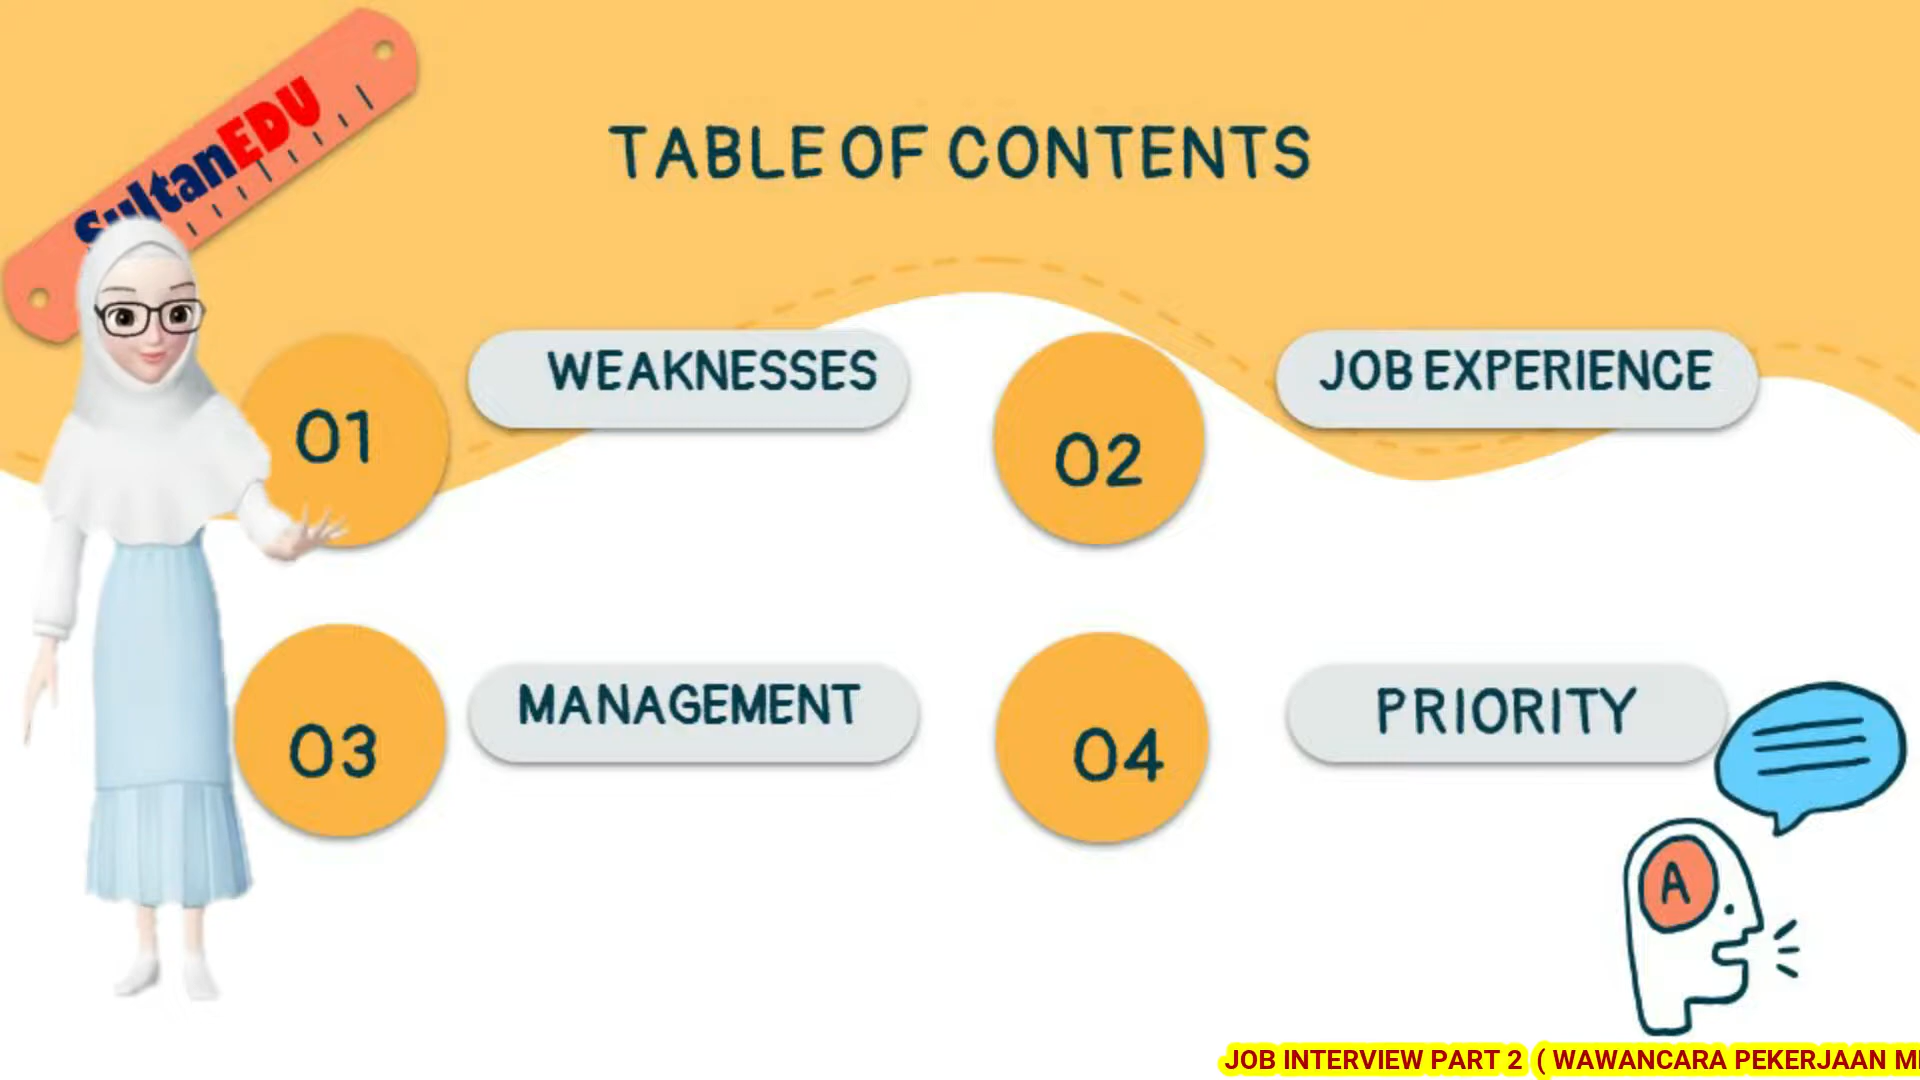 SultanEDU
TABLE OF CONTENTS
01
WEAKNESSES
02
JOB EXPERIENCE
03
MANAGEMENT
04
PRIORITY
A
JOB INTERVIEW PART 2 ( WAWANCARA PEKERJAAN